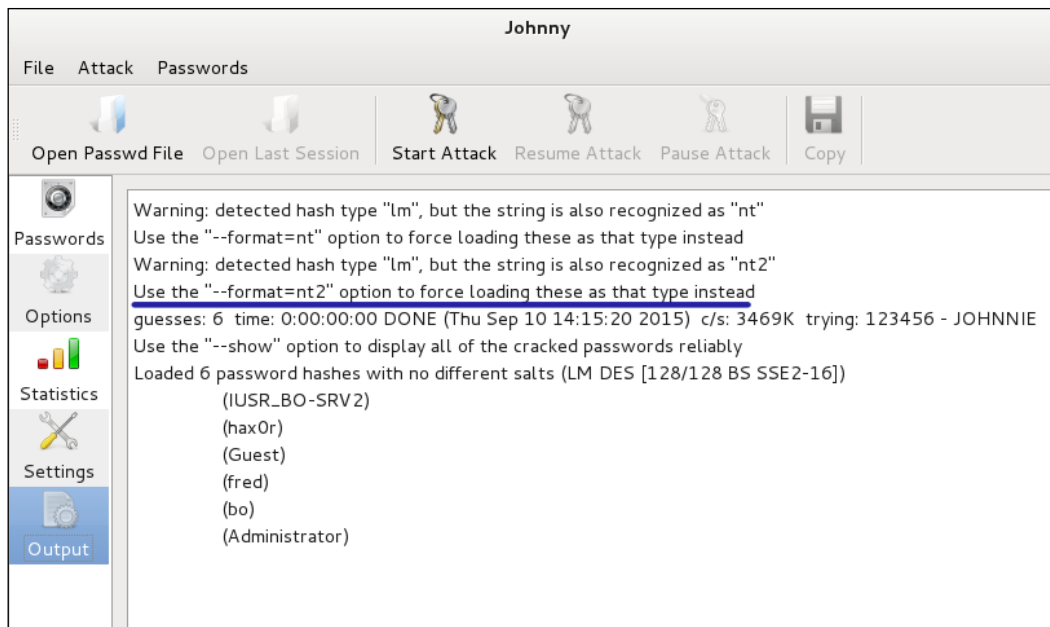 Johnny
File Attack Passwords
Open Passwd File Open Last Session Start Attack Resume Attack Pause Attack Copy
Passwords
Options
Statistics
Settings
Output
Warning: detected hash type "lm", but the string is also recognized as "nt"
Use the "--format=nt" option to force loading these as that type instead
Warning: detected hash type "lm", but the string is also recognized as "nt2"
Use the "--format=nt2" option to force loading these as that type instead
guesses: 6 time: 0:00:00:00 DONE (Thu Sep 10 14:15:20 2015) c/s: 3469K trying: 123456 - JOHNNIE
Use the "--show" option to display all of the cracked passwords reliably
Loaded 6 password hashes with no different salts (LM DES [128/128 BS SSE2-16])
(IUSR_BO-SRV2)
(hax0r)
(Guest)
(fred)
(bo)
(Administrator)